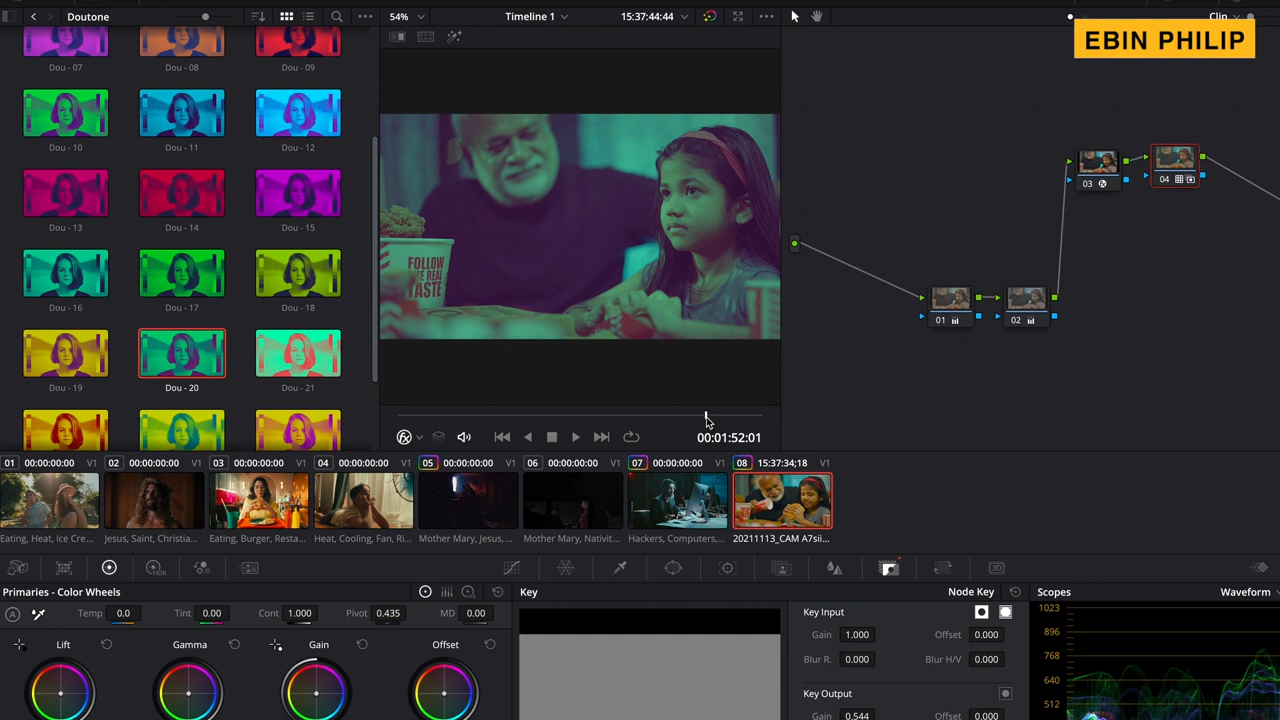 Doutone
54%
Timeline 1
15:37:44:44
Clip
EBIN PHILIP
Dou - 07
Dou - 08
Dou - 09
Dou - 10
Dou - 11
Dou - 12
Dou - 13
Dou - 14
Dou - 15
Dou - 16
Dou - 17
Dou - 18
Dou - 19
Dou - 20
Dou - 21
FOLLOW
THE REAL
TASTE
03
04
01
02
00:01:52:01
01 00:00:00:00 V1
02 00:00:00:00 V1
03 00:00:00:00 V1
04 00:00:00:00 V1
05 00:00:00:00 V1
06 00:00:00:00 V1
07 00:00:00:00 V1
08 15:37:34;18 V1
Eating, Heat, Ice Cre...
Jesus, Saint, Christia...
Eating, Burger, Resta...
Heat, Cooling, Fan, Ri...
Mother Mary, Jesus, ...
Mother Mary, Nativit...
Hackers, Computers,...
20211113_CAM A7sii...
HDR
3D
Primaries - Color Wheels
Key
Node Key
Scopes
Waveform
A
Temp 0.0
Tint 0.00
Cont 1.000
Pivot 0.435
MD 0.00
Lift
Gamma
Gain
Offset
Key Input
Gain 1.000
Offset 0.000
Blur R. 0.000
Blur H/V 0.000
Key Output
Gain 0.544
0.000
1023
896
768
640
512